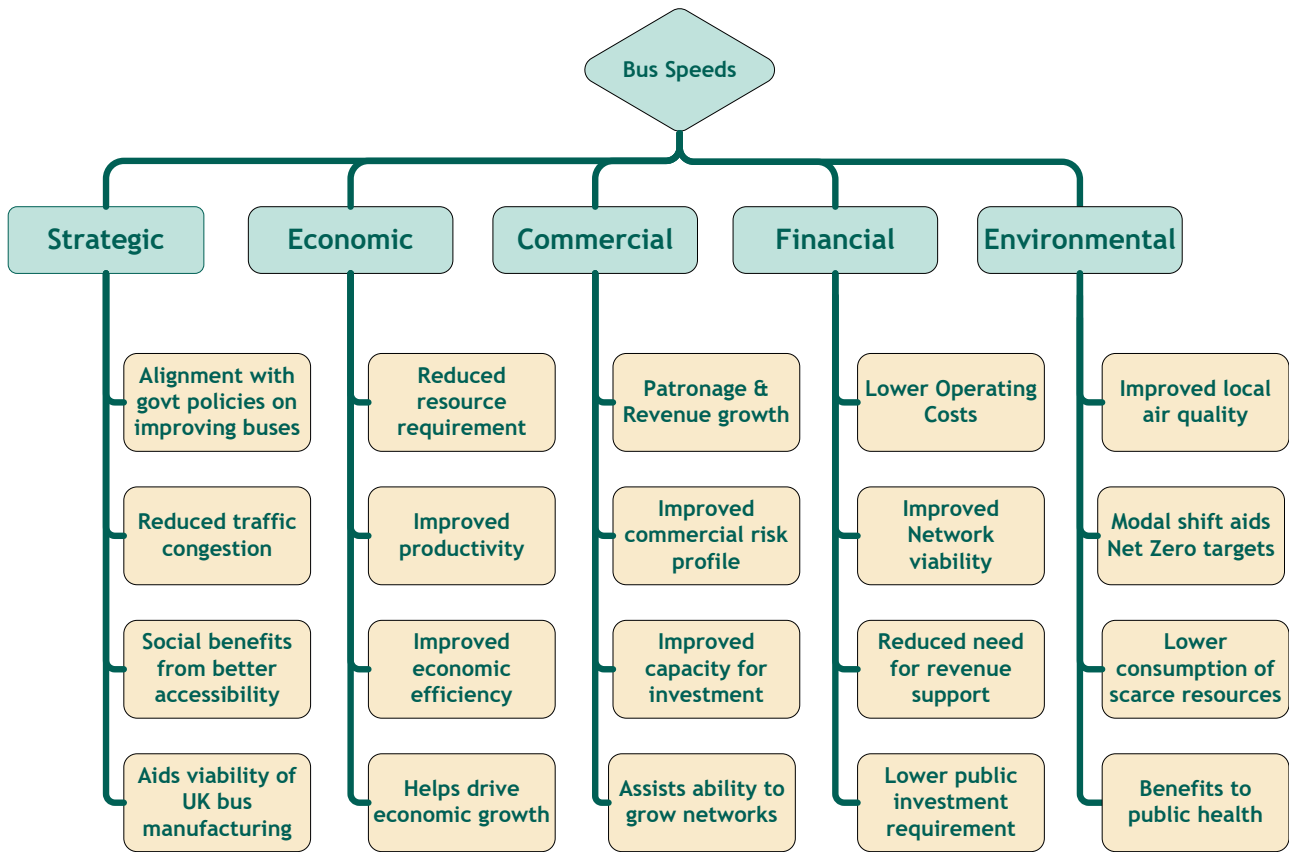 Bus Speeds
Strategic
Economic
Commercial
Financial
Environmental
Alignment with
govt policies on
improving buses
Reduced traffic
congestion
Social benefits
from better
accessibility
Aids viability of
UK bus
manufacturing
Reduced
resource
requirement
Improved
productivity
Improved
economic
efficiency
Helps drive
economic growth
Patronage &
Revenue growth
Improved
commercial risk
profile
Improved
capacity for
investment
Assists ability to
grow networks
Lower Operating
Costs
Improved
Network
viability
Reduced need
for revenue
support
Lower public
investment
requirement
Improved local
air quality
Modal shift aids
Net Zero targets
Lower
consumption of
scarce resources
Benefits to
public health